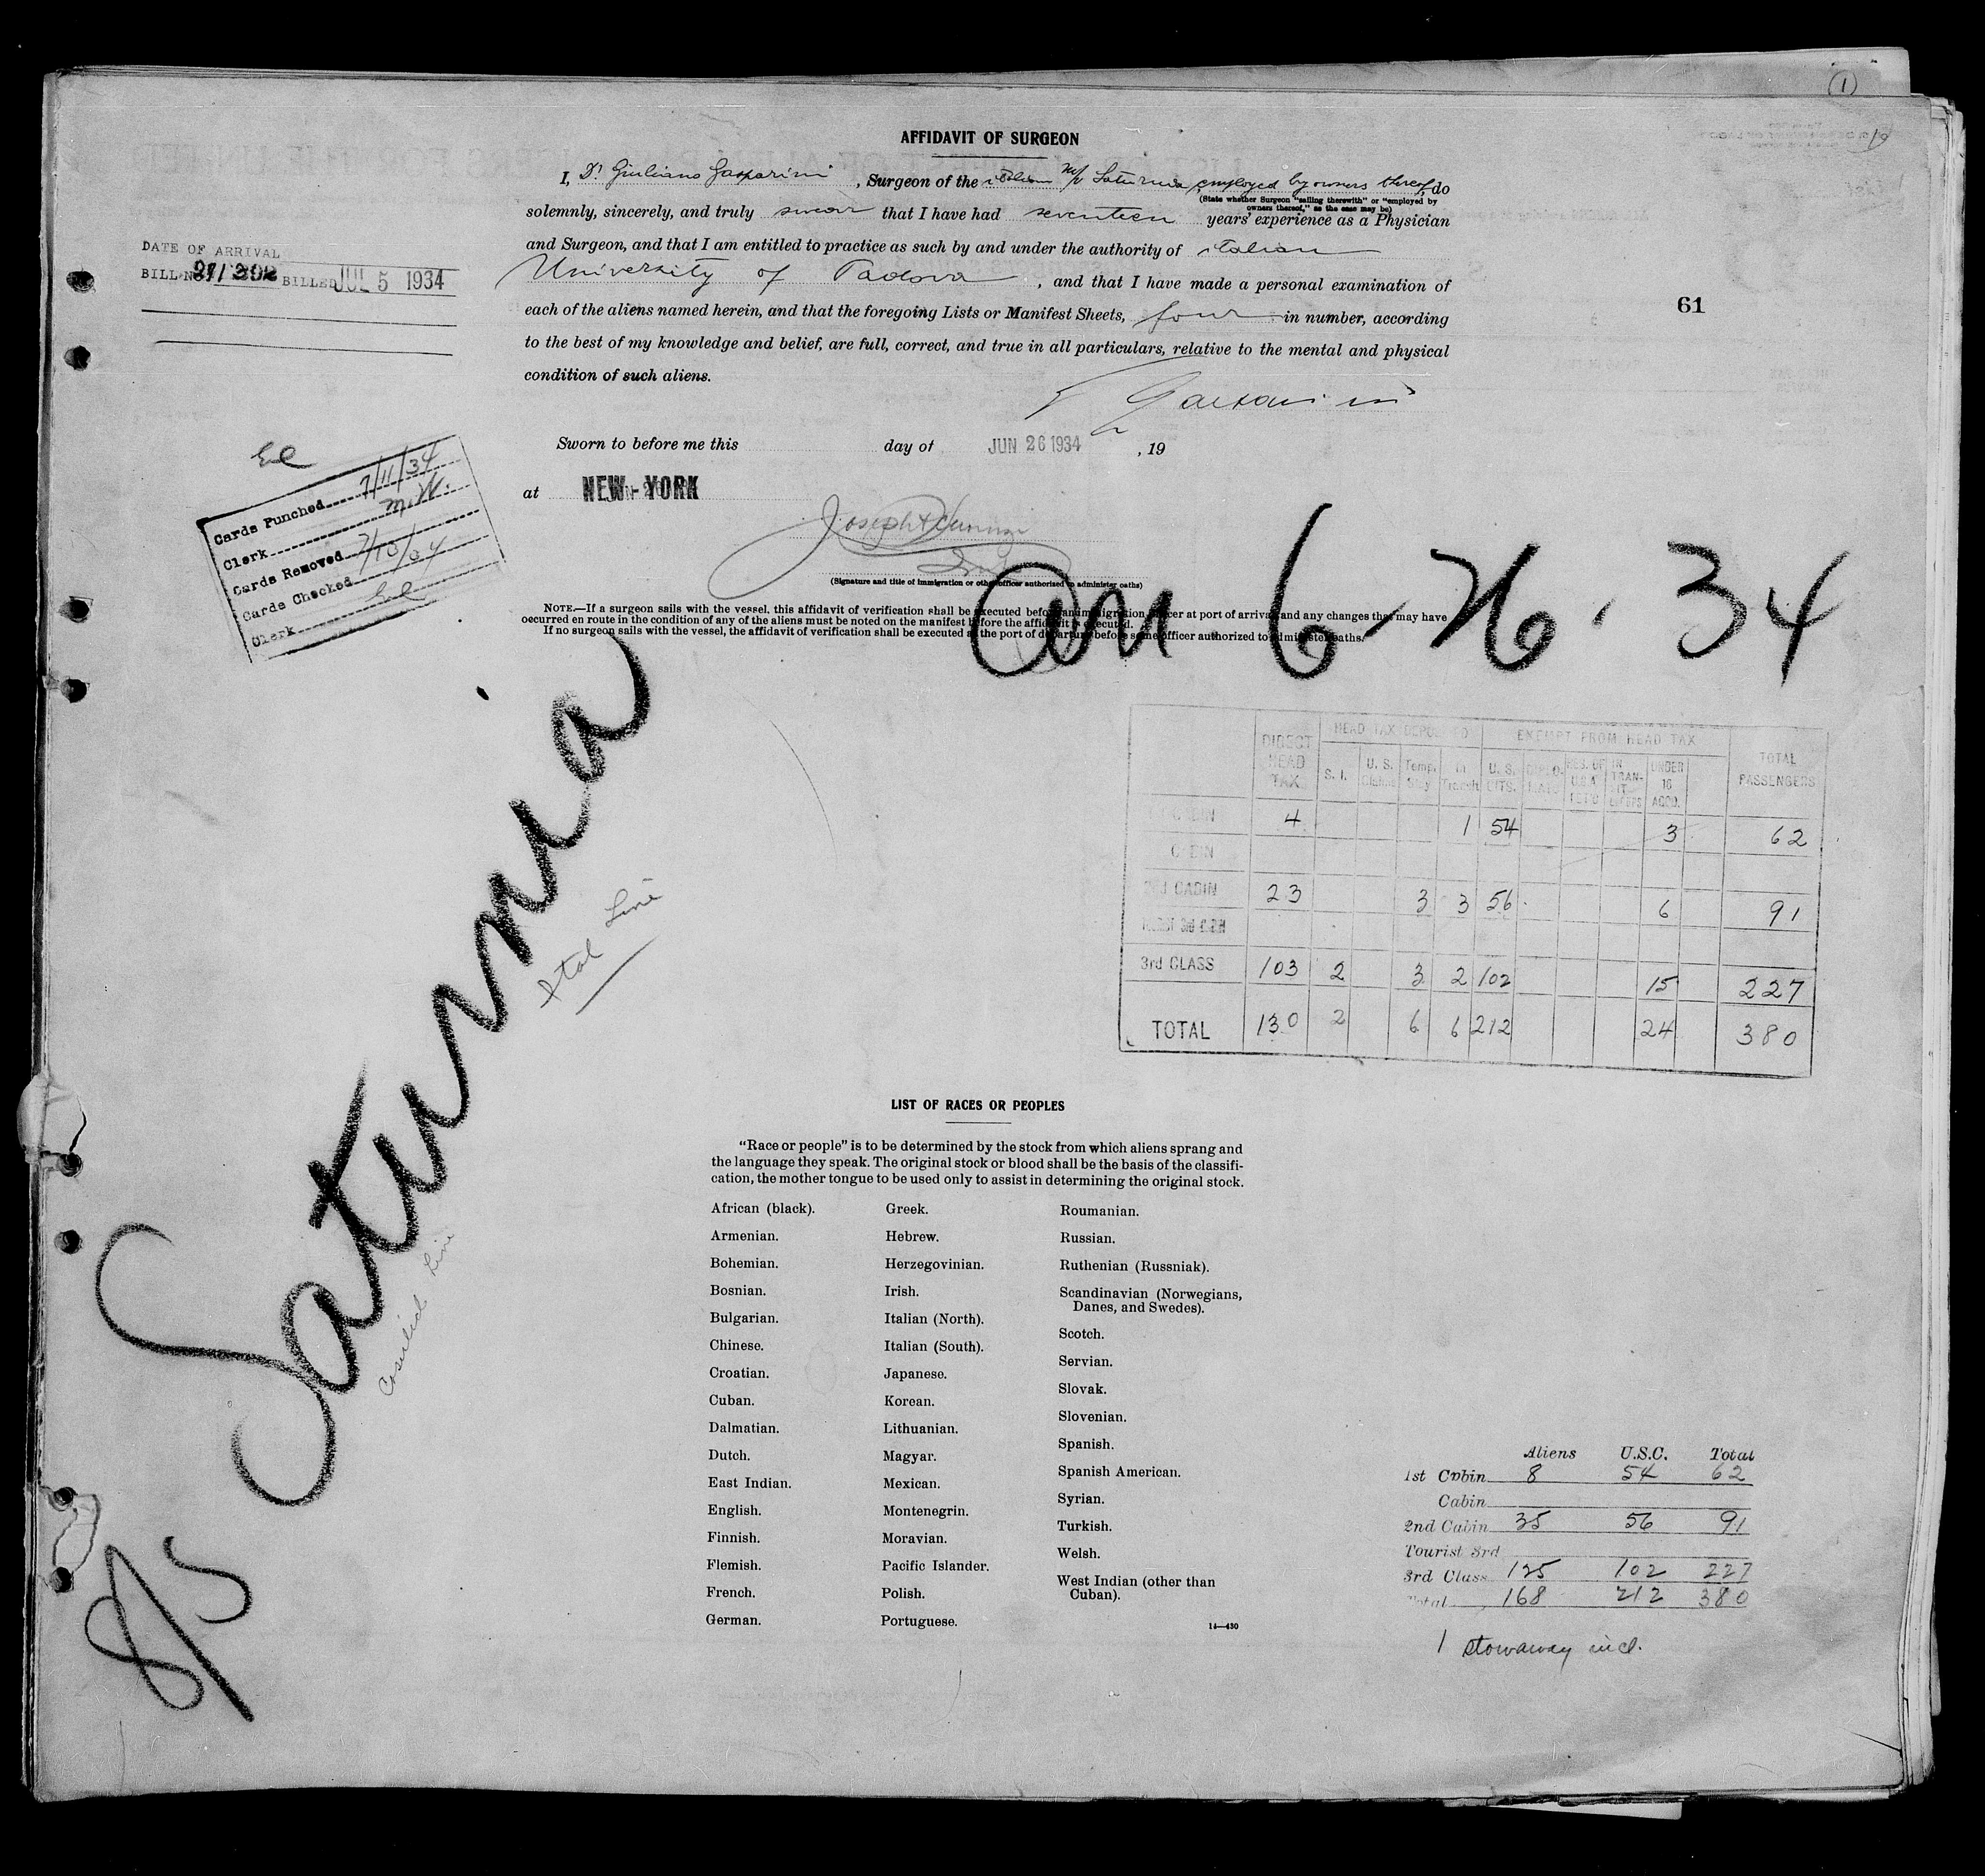 AFFIDAVIT OF SURGEON
I, Dr Giuliano Gasparini, Surgeon of the italian M/V Saturnia, employed by owners thereof, do
(State whether Surgeon "sailing therewith" or "employed by
owners thereof," as the case may be)
solemnly, sincerely, and truly swear that I have had seventeen years' experience as a Physician
and Surgeon, and that I am entitled to practice as such by and under the authority of italian
University of Padova, and that I have made a personal examination of
each of the aliens named herein, and that the foregoing Lists or Manifest Sheets, four in number, according
to the best of my knowledge and belief, are full, correct, and true in all particulars, relative to the mental and physical
condition of such aliens.
Gasparini
Sworn to before me this day of JUN 26 1934, 19
at NEW-YORK
(Signature and title of immigration or other officer authorized to administer oaths)
NOTE.—If a surgeon sails with the vessel, this affidavit of verification shall be executed before an immigration officer at port of arrival and any changes that may have
occurred en route in the condition of any of the aliens must be noted on the manifest before the affidavit is executed.
If no surgeon sails with the vessel, the affidavit of verification shall be executed at the port of departure before some officer authorized to administer oaths.
DATE OF ARRIVAL
BILL NO. BILLED JUL 5 1934
61
1
Cards Punched 7/11/34
Clerk M.W.
Cards Removed
Cards Checked
Clerk
am 6-26-34
S/S Saturnia
Ital Line
Cosulich Line
DIRECT HEAD TAX HEAD TAX DEPOSITED EXEMPT FROM HEAD TAX TOTAL PASSENGERS
S. I. U. S. Claims Temp. Stay In Transit U. S. CITS. DIPLOMATS RES. OF U.S.A. RET'G IN TRANSIT UNDER 16 ACCD.
CABIN 4 1 54 3 62
CABIN
2nd CABIN 23 3 3 56 6 91
TOURIST 3rd CABIN
3rd CLASS 103 2 3 2 102 15 227
TOTAL 130 2 6 6 212 24 380
LIST OF RACES OR PEOPLES
"Race or people" is to be determined by the stock from which aliens sprang and
the language they speak. The original stock or blood shall be the basis of the classifi-
cation, the mother tongue to be used only to assist in determining the original stock.
African (black).
Armenian.
Bohemian.
Bosnian.
Bulgarian.
Chinese.
Croatian.
Cuban.
Dalmatian.
Dutch.
East Indian.
English.
Finnish.
Flemish.
French.
German.
Greek.
Hebrew.
Herzegovinian.
Irish.
Italian (North).
Italian (South).
Japanese.
Korean.
Lithuanian.
Magyar.
Mexican.
Montenegrin.
Moravian.
Pacific Islander.
Polish.
Portuguese.
Roumanian.
Russian.
Ruthenian (Russniak).
Scandinavian (Norwegians,
Danes, and Swedes).
Scotch.
Servian.
Slovak.
Slovenian.
Spanish.
Spanish American.
Syrian.
Turkish.
Welsh.
West Indian (other than
Cuban).
14—430
Aliens U.S.C. Total
1st Cabin 8 54 62
Cabin
2nd Cabin 35 56 91
Tourist 3rd
3rd Class 125 102 227
Total 168 212 380
1 stowaway incl.